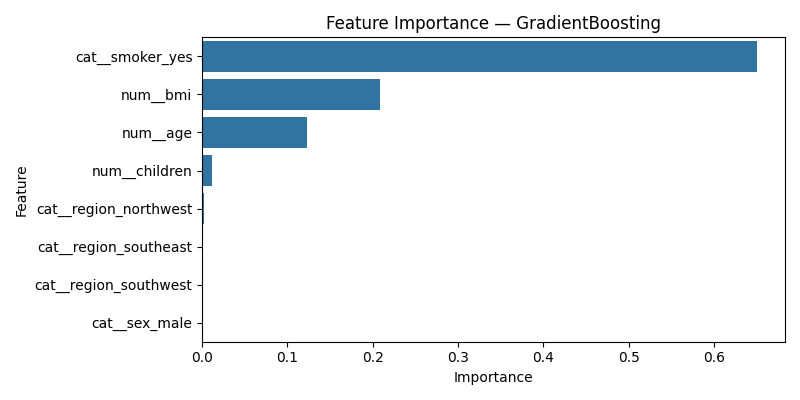 Feature Importance — GradientBoosting
cat__smoker_yes
num__bmi
num__age
num__children
cat__region_northwest
cat__region_southeast
cat__region_southwest
cat__sex_male
Feature
0.0 0.1 0.2 0.3 0.4 0.5 0.6
Importance